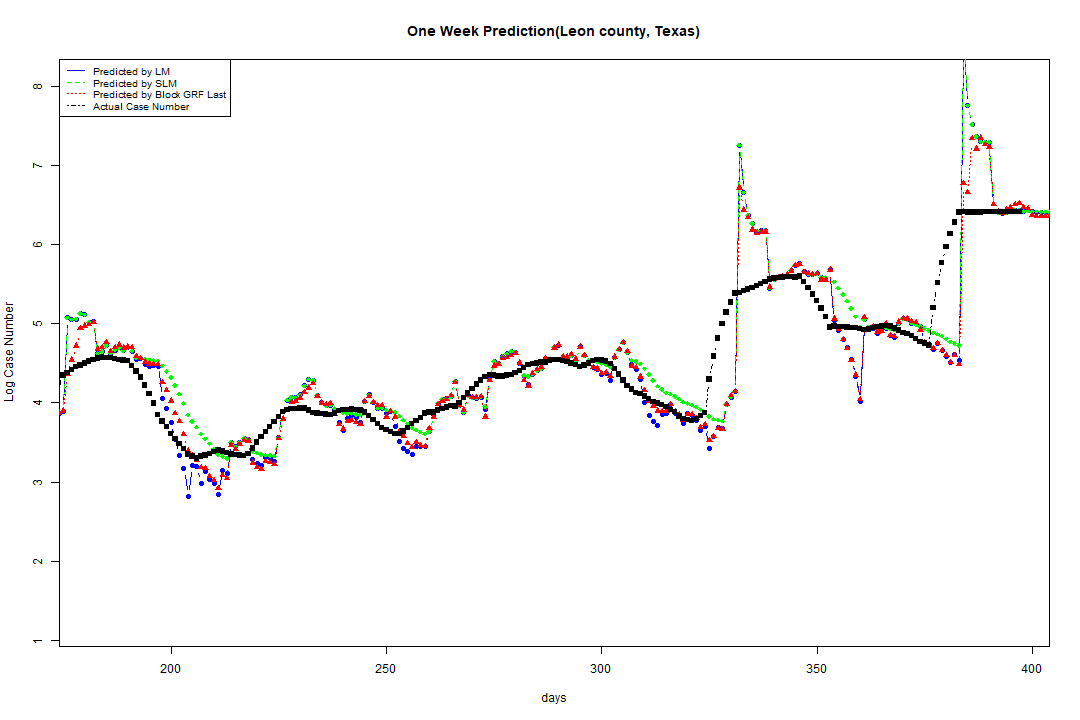 One Week Prediction(Leon county, Texas)
Predicted by LM
Predicted by SLM
Predicted by Block GRF Last
Actual Case Number
8
7
6
5
4
3
2
1
Log Case Number
200
250
300
350
400
days